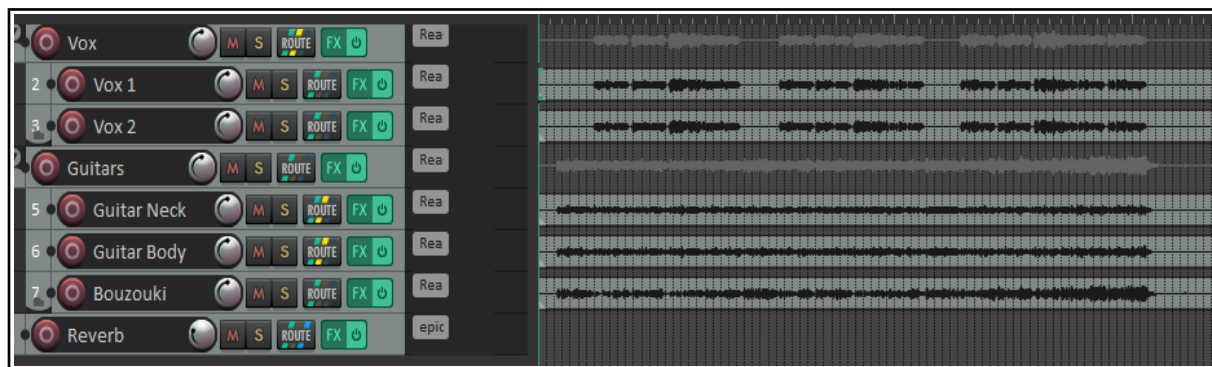 Vox M S ROUTE FX Rea
2 Vox 1 M S ROUTE FX Rea
3 Vox 2 M S ROUTE FX Rea
Guitars M S ROUTE FX Rea
5 Guitar Neck M S ROUTE FX Rea
6 Guitar Body M S ROUTE FX Rea
7 Bouzouki M S ROUTE FX Rea
Reverb M S ROUTE FX epic